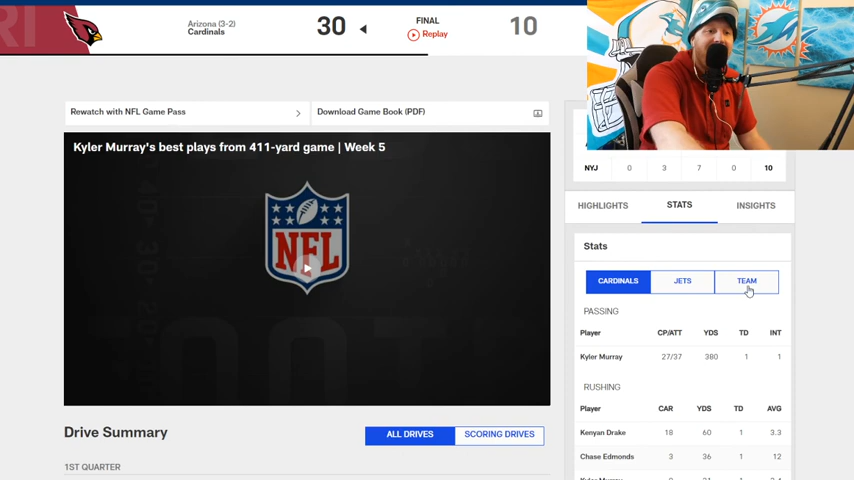 RI
Arizona (3-2)
Cardinals
30
FINAL
Replay
10
Rewatch with NFL Game Pass
Download Game Book (PDF)
NYJ 0 3 7 0 10
Kyler Murray's best plays from 411-yard game | Week 5
NFL
HIGHLIGHTS STATS INSIGHTS
Stats
CARDINALS JETS TEAM
PASSING
Player CP/ATT YDS TD INT
Kyler Murray 27/37 380 1 1
RUSHING
Player CAR YDS TD AVG
Kenyan Drake 18 60 1 3.3
Chase Edmonds 3 36 1 12
Drive Summary
ALL DRIVES SCORING DRIVES
1ST QUARTER